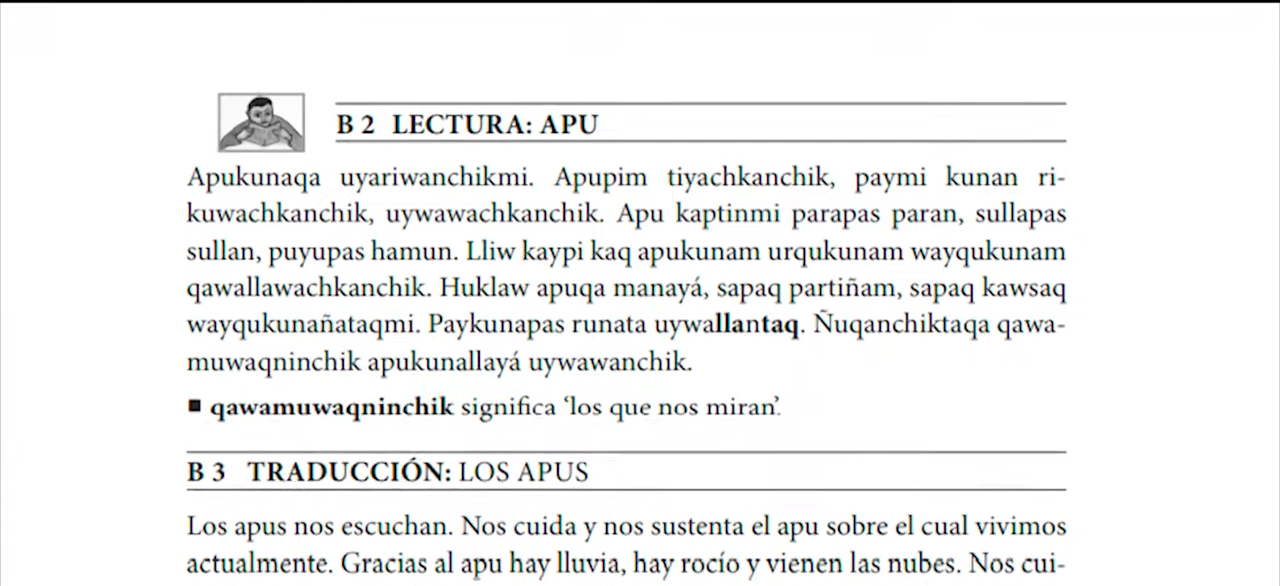 B 2 LECTURA: APU
Apukunaqa uyariwanchikmi. Apupim tiyachkanchik, paymi kunan ri-
kuwachkanchik, uywawachkanchik. Apu kaptinmi parapas paran, sullapas
sullan, puyupas hamun. Lliw kaypi kaq apukunam urqukunam wayqukunam
qawallawachkanchik. Huklaw apuqa manayá, sapaq partiñam, sapaq kawsaq
wayqukunañataqmi. Paykunapas runata uywallantaq. Ñuqanchiktaqa qawa-
muwaqninchik apukunallayá uywawanchik.
■ qawamuwaqninchik significa ‘los que nos miran’.
B 3 TRADUCCIÓN: LOS APUS
Los apus nos escuchan. Nos cuida y nos sustenta el apu sobre el cual vivimos
actualmente. Gracias al apu hay lluvia, hay rocío y vienen las nubes. Nos cui-